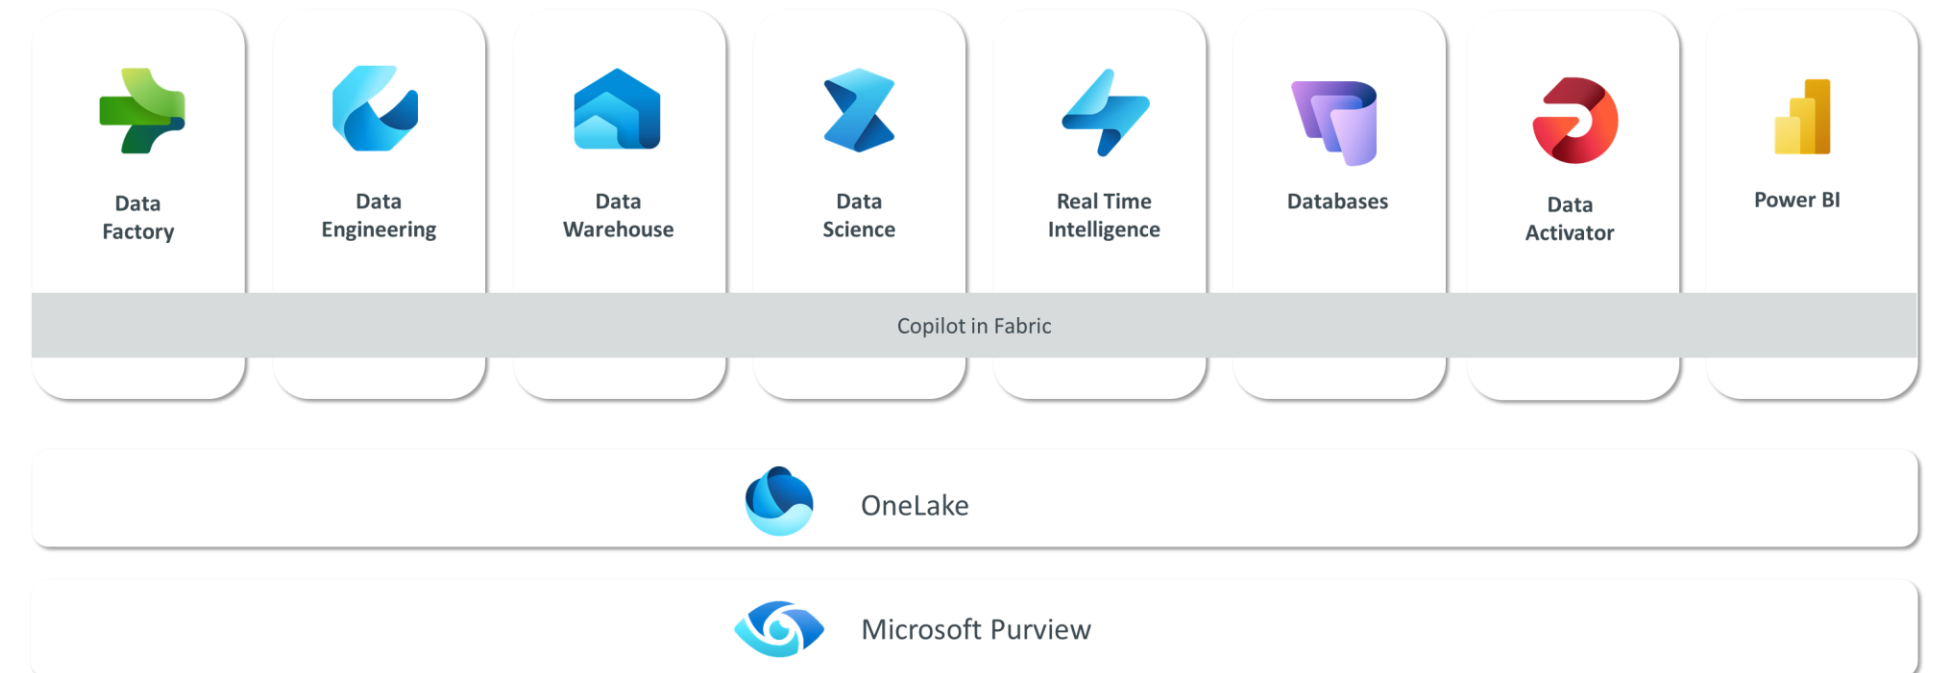 Data
Factory
Data
Engineering
Data
Warehouse
Data
Science
Real Time
Intelligence
Databases
Data
Activator
Power BI
Copilot in Fabric
OneLake
Microsoft Purview